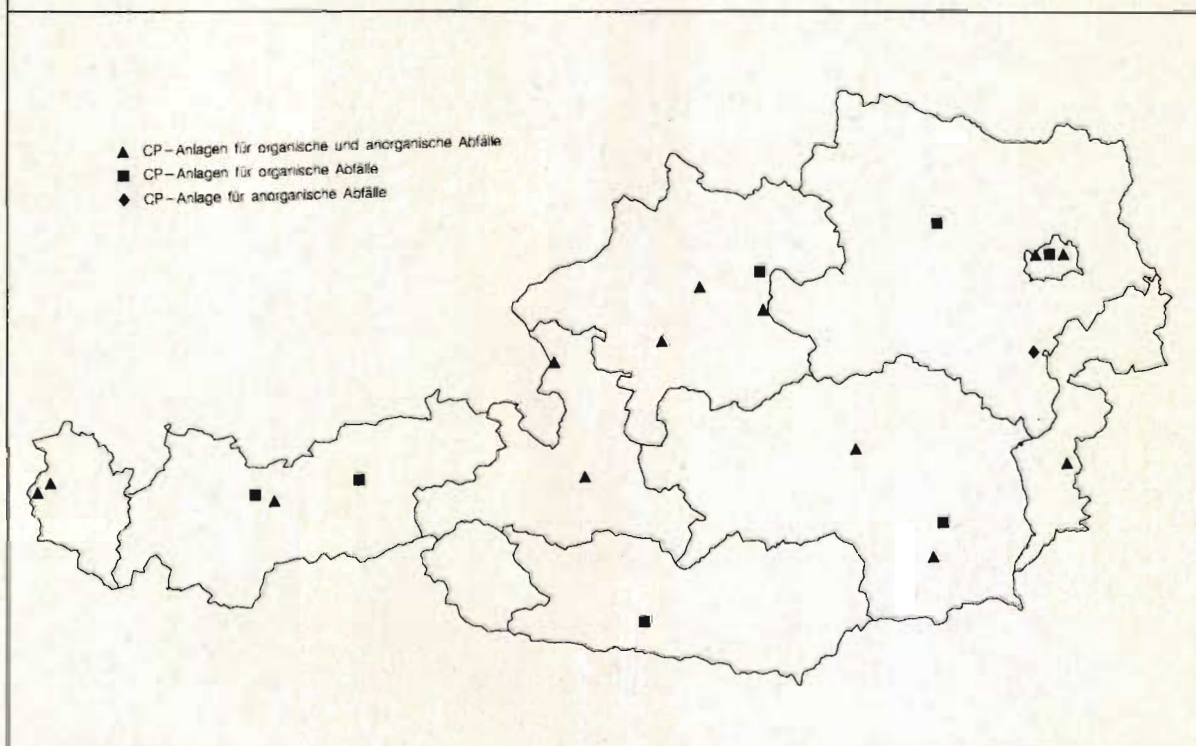 ▲ CP-Anlagen für organische und anorganische Abfälle
■ CP-Anlagen für organische Abfälle
◆ CP-Anlage für anorganische Abfälle